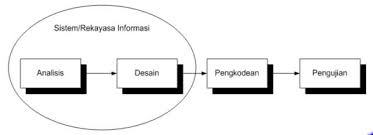 Sistem/Rekayasa Informasi
Analisis
Desain
Pengkodean
Pengujian